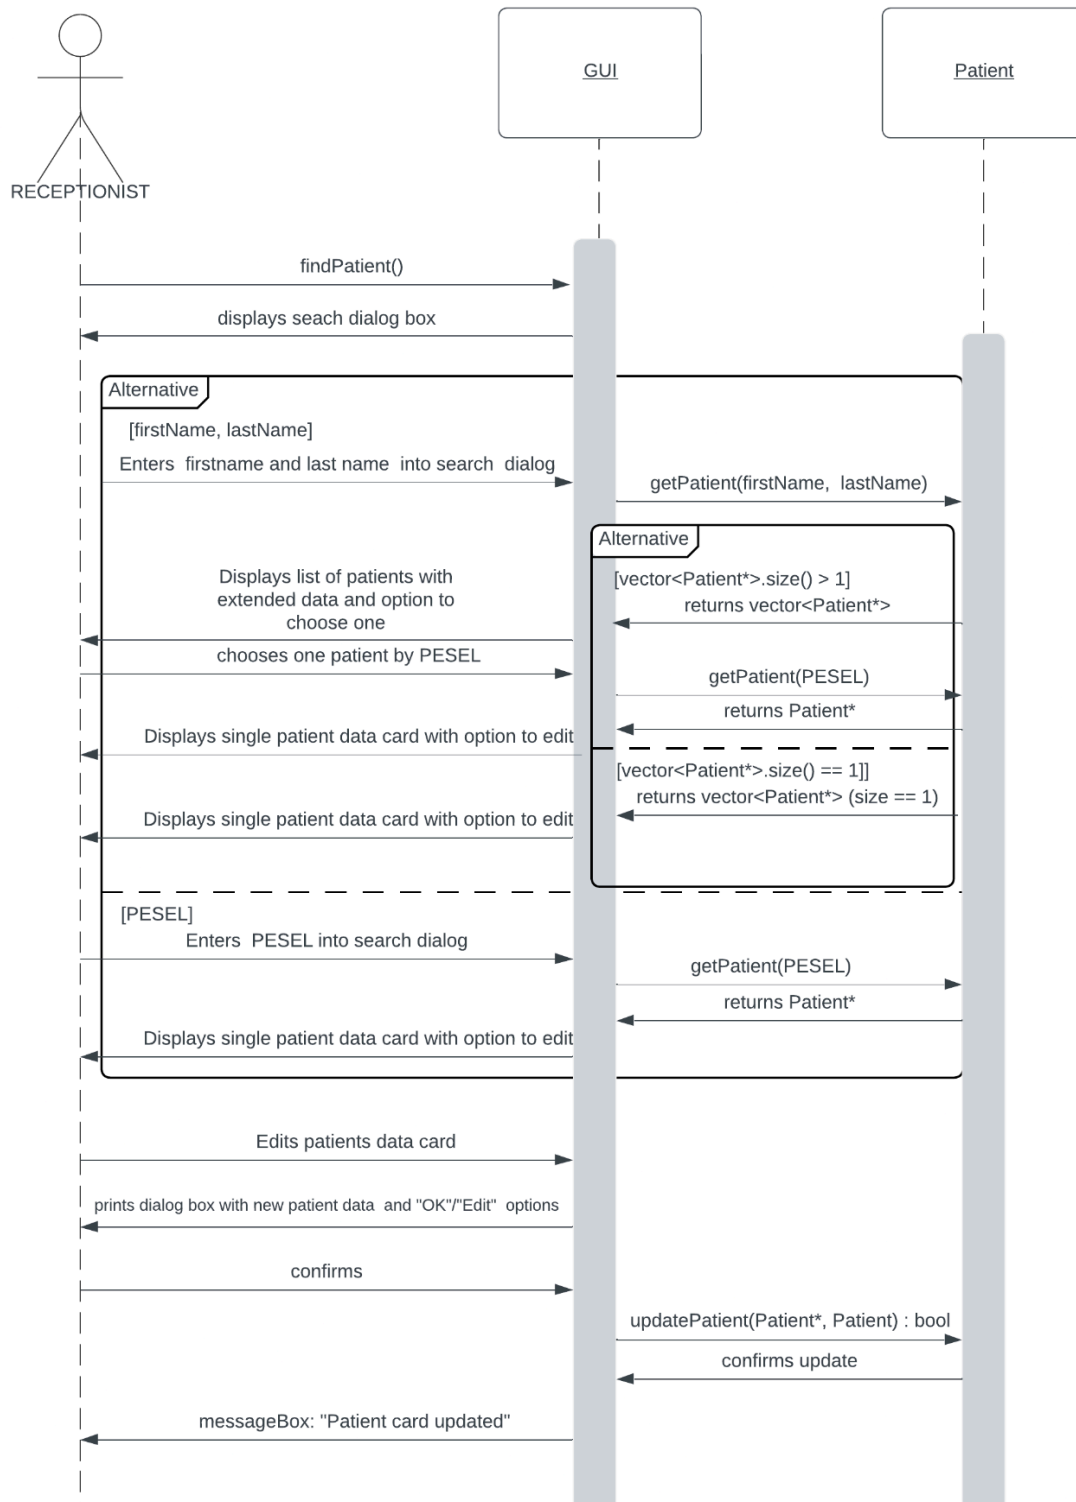 GUI
Patient
RECEPTIONIST
findPatient()
displays seach dialog box
Alternative
[firstName, lastName]
Enters firstname and last name into search dialog
getPatient(firstName, lastName)
Alternative
[vector<Patient*>.size() > 1]
returns vector<Patient*>
Displays list of patients with
extended data and option to
choose one
chooses one patient by PESEL
getPatient(PESEL)
returns Patient*
Displays single patient data card with option to edit
[vector<Patient*>.size() == 1]]
returns vector<Patient*> (size == 1)
Displays single patient data card with option to edit
[PESEL]
Enters PESEL into search dialog
getPatient(PESEL)
returns Patient*
Displays single patient data card with option to edit
Edits patients data card
prints dialog box with new patient data and "OK"/"Edit" options
confirms
updatePatient(Patient*, Patient) : bool
confirms update
messageBox: "Patient card updated"